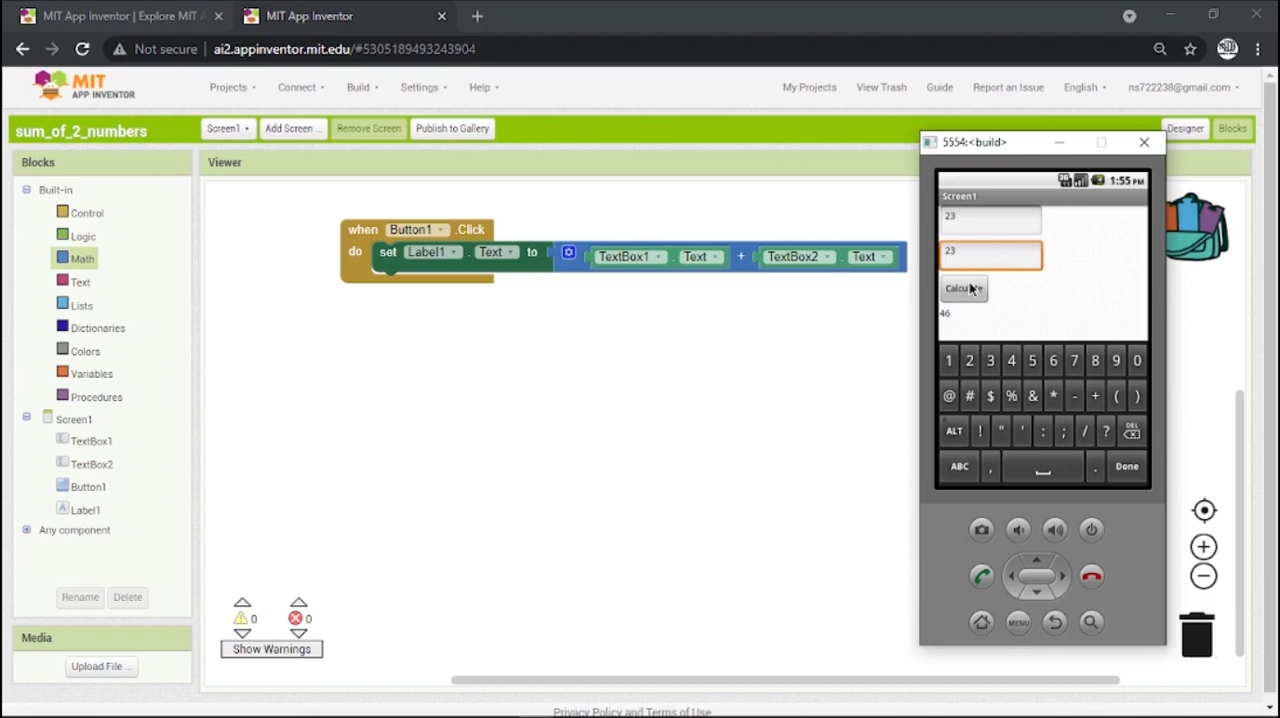 MIT App Inventor | Explore MIT A
MIT App Inventor
Not secure | ai2.appinventor.mit.edu/#5305189493243904
MIT
APP INVENTOR
Projects Connect Build Settings Help My Projects View Trash Guide Report an Issue English ns722238@gmail.com
sum_of_2_numbers Screen1 Add Screen ... Remove Screen Publish to Gallery Designer Blocks
Blocks
Built-in
Control
Logic
Math
Text
Lists
Dictionaries
Colors
Variables
Procedures
Screen1
TextBox1
TextBox2
Button1
Label1
Any component
Rename Delete
Media
Upload File ...
Viewer
when Button1 .Click
do set Label1 . Text to TextBox1 . Text + TextBox2 . Text
0 0
Show Warnings
5554:<build>
1:55 PM
Screen1
23
23
Calculate
46
1 2 3 4 5 6 7 8 9 0
@ # $ % & * - + ( )
ALT ! " ' : ; / ? DEL
ABC , . Done
MENU
Privacy Policy and Terms of Use